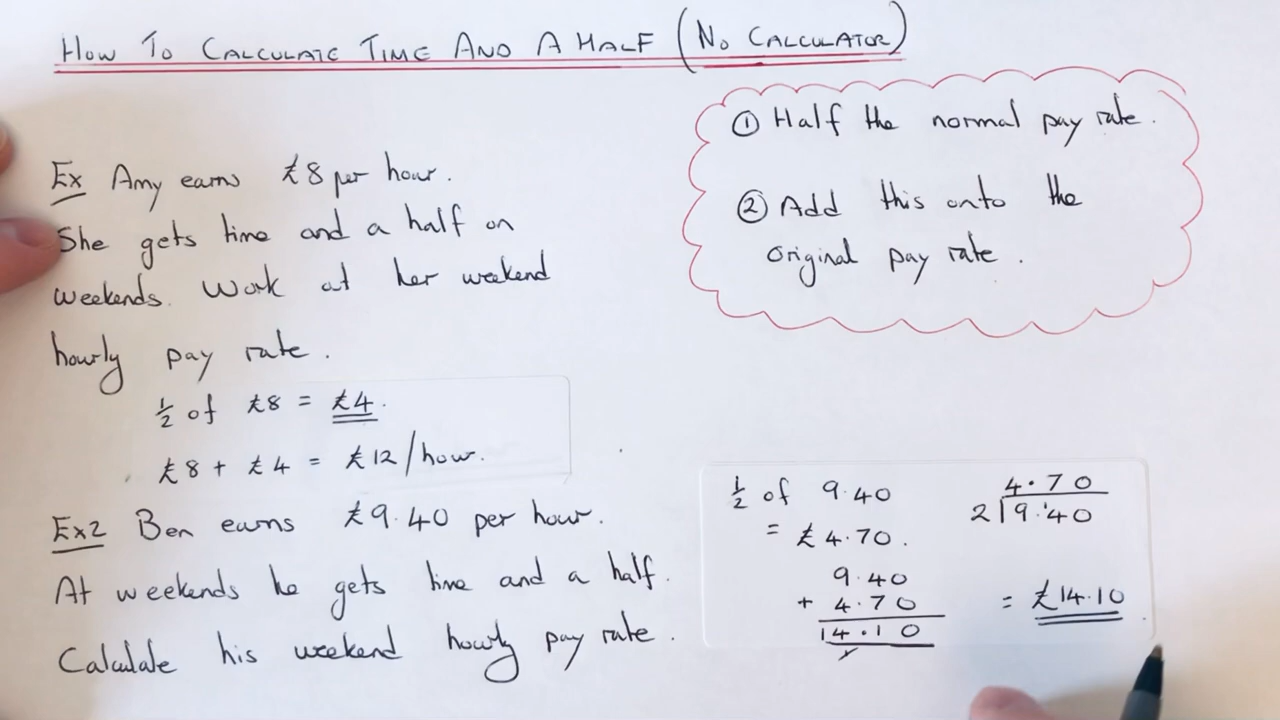 How To Calculate Time And A Half (No Calculator)
① Half the normal pay rate.
② Add this onto the
original pay rate.
Ex Amy earns £8 per hour.
She gets time and a half on
weekends. Work out her weekend
hourly pay rate.
½ of £8 = £4.
£8 + £4 = £12/hour.
Ex2 Ben earns £9.40 per hour.
At weekends he gets time and a half.
Calculate his weekend hourly pay rate.
½ of 9.40
= £4.70.
4.70
2 9.¹40
9.40
+ 4.70
14.10
1
= £14.10